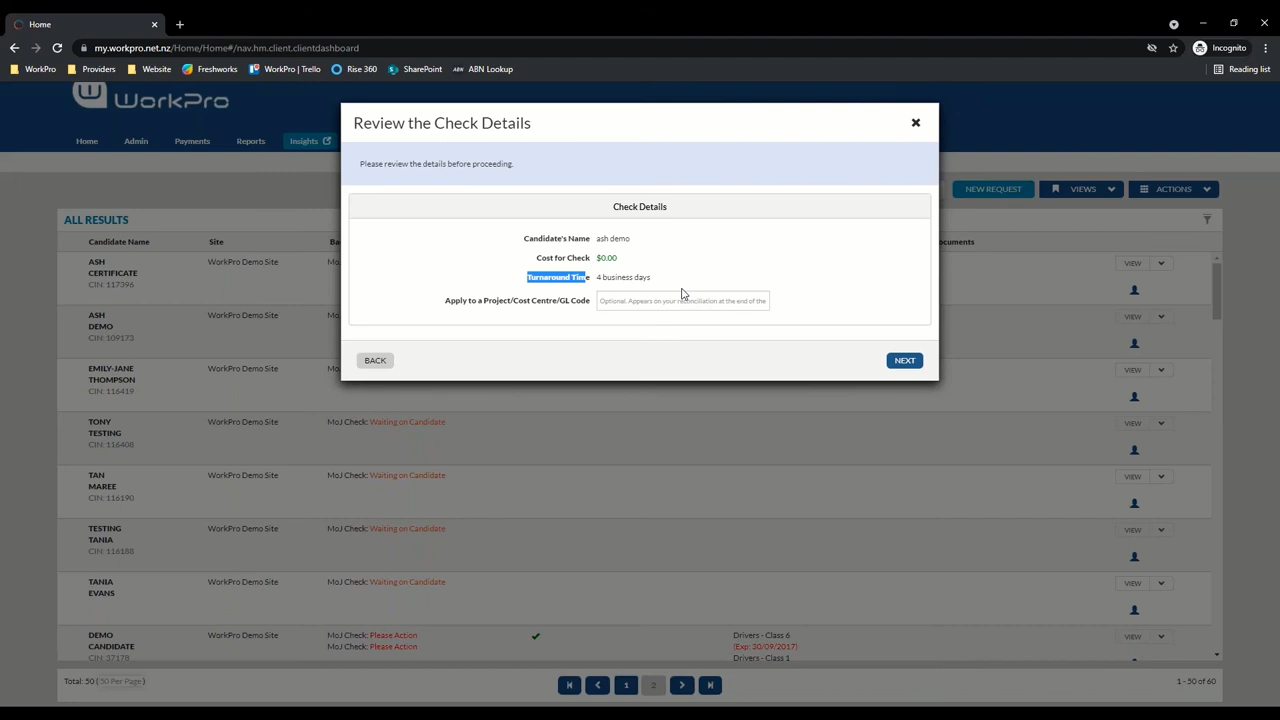 Home
my.workpro.net.nz/Home/Home#/nav.hm.client.clientdashboard
Incognito
WorkPro
Providers
Website
Freshworks
WorkPro | Trello
Rise 360
SharePoint
ABN Lookup
Reading list
WorkPro
Home
Admin
Payments
Reports
Insights
Review the Check Details
Please review the details before proceeding.
Check Details
Candidate's Name ash demo
Cost for Check $0.00
Turnaround Time 4 business days
Apply to a Project/Cost Centre/GL Code Optional. Appears on your reconciliation at the end of the
BACK
NEXT
NEW REQUEST
VIEWS
ACTIONS
ALL RESULTS
Candidate Name Site
ASH CERTIFICATE
CIN: 117396
WorkPro Demo Site
VIEW
ASH DEMO
CIN: 109173
WorkPro Demo Site
VIEW
EMILY-JANE THOMPSON
CIN: 116419
WorkPro Demo Site
VIEW
TONY TESTING
CIN: 116408
WorkPro Demo Site
MoJ Check: Waiting on Candidate
VIEW
TAN MAREE
CIN: 116190
WorkPro Demo Site
MoJ Check: Waiting on Candidate
VIEW
TESTING TANIA
CIN: 116188
WorkPro Demo Site
MoJ Check: Waiting on Candidate
VIEW
TANIA EVANS
WorkPro Demo Site
MoJ Check: Waiting on Candidate
VIEW
DEMO CANDIDATE
CIN: 37178
WorkPro Demo Site
MoJ Check: Please Action
MoJ Check: Please Action
Drivers - Class 6
(Exp: 30/09/2017)
Drivers - Class 1
VIEW
Total: 50 ( 50 Per Page )
1
2
1 - 50 of 60